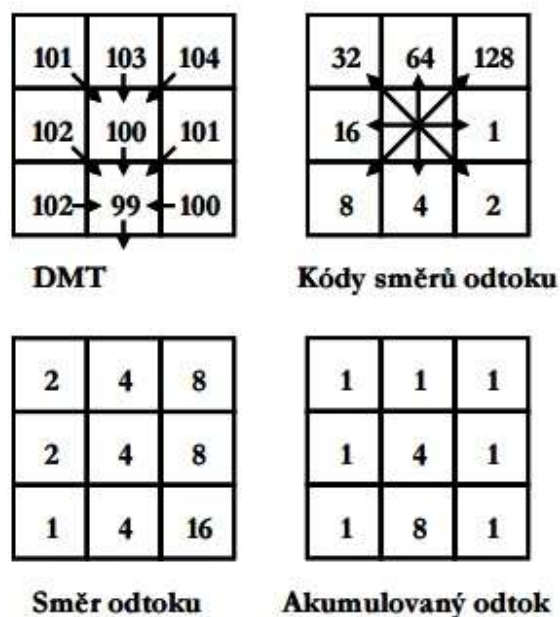 101 103 104 32 64 128
102 100 101 16 1
102 99 100 8 4 2
DMT Kódy směrů odtoku
2 4 8 1 1 1
2 4 8 1 4 1
1 4 16 1 8 1
Směr odtoku Akumulovaný odtok